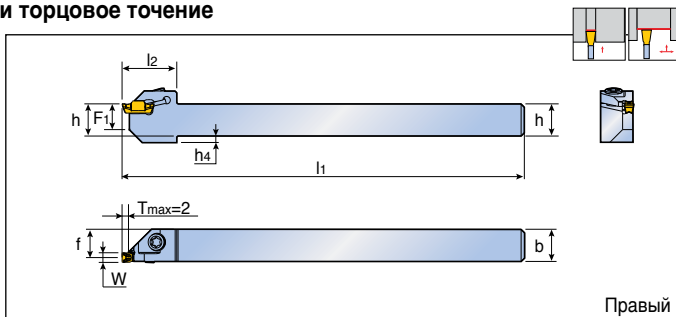 и торцовое точение
l2
h
F1
h
h4
l1
Tmax=2
f
b
W
Правый